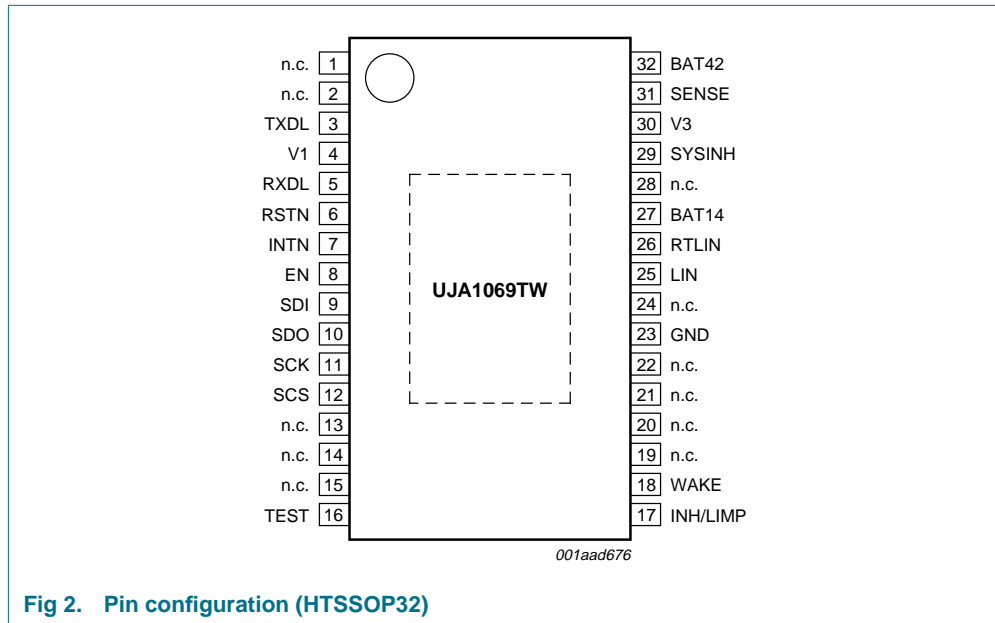 n.c. 1 32 BAT42
n.c. 2 31 SENSE
TXDL 3 30 V3
V1 4 29 SYSINH
RXDL 5 28 n.c.
RSTN 6 27 BAT14
INTN 7 26 RTLIN
EN 8 25 LIN
UJA1069TW
SDI 9 24 n.c.
SDO 10 23 GND
SCK 11 22 n.c.
SCS 12 21 n.c.
n.c. 13 20 n.c.
n.c. 14 19 n.c.
n.c. 15 18 WAKE
TEST 16 17 INH/LIMP
001aad676
Fig 2. Pin configuration (HTSSOP32)